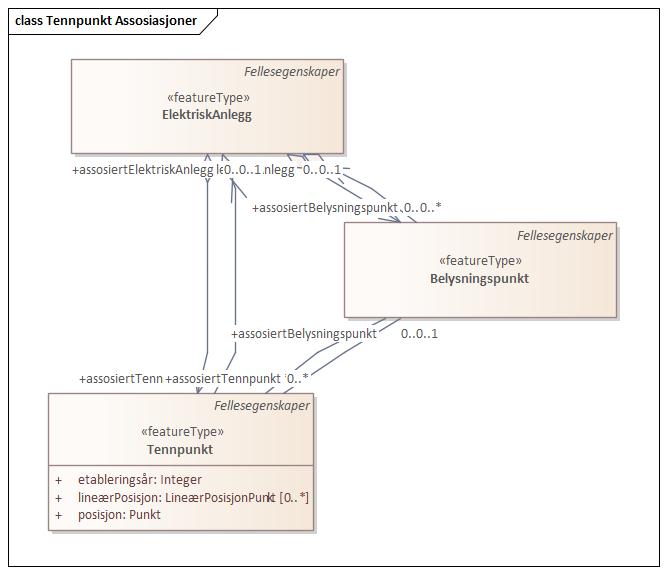 class Tennpunkt Assosiasjoner
Fellesegenskaper
«featureType»
ElektriskAnlegg
+assosiertElektriskAnlegg 0..0..1 nlegg 0..0..1
+assosiertBelysningspunkt 0..0..*
Fellesegenskaper
«featureType»
Belysningspunkt
+assosiertBelysningspunkt 0..0..1
+assosiertTenn +assosiertTennpunkt 0..*
Fellesegenskaper
«featureType»
Tennpunkt
+ etableringsår: Integer
+ lineærPosisjon: LineærPosisjonPunkt [0..*]
+ posisjon: Punkt